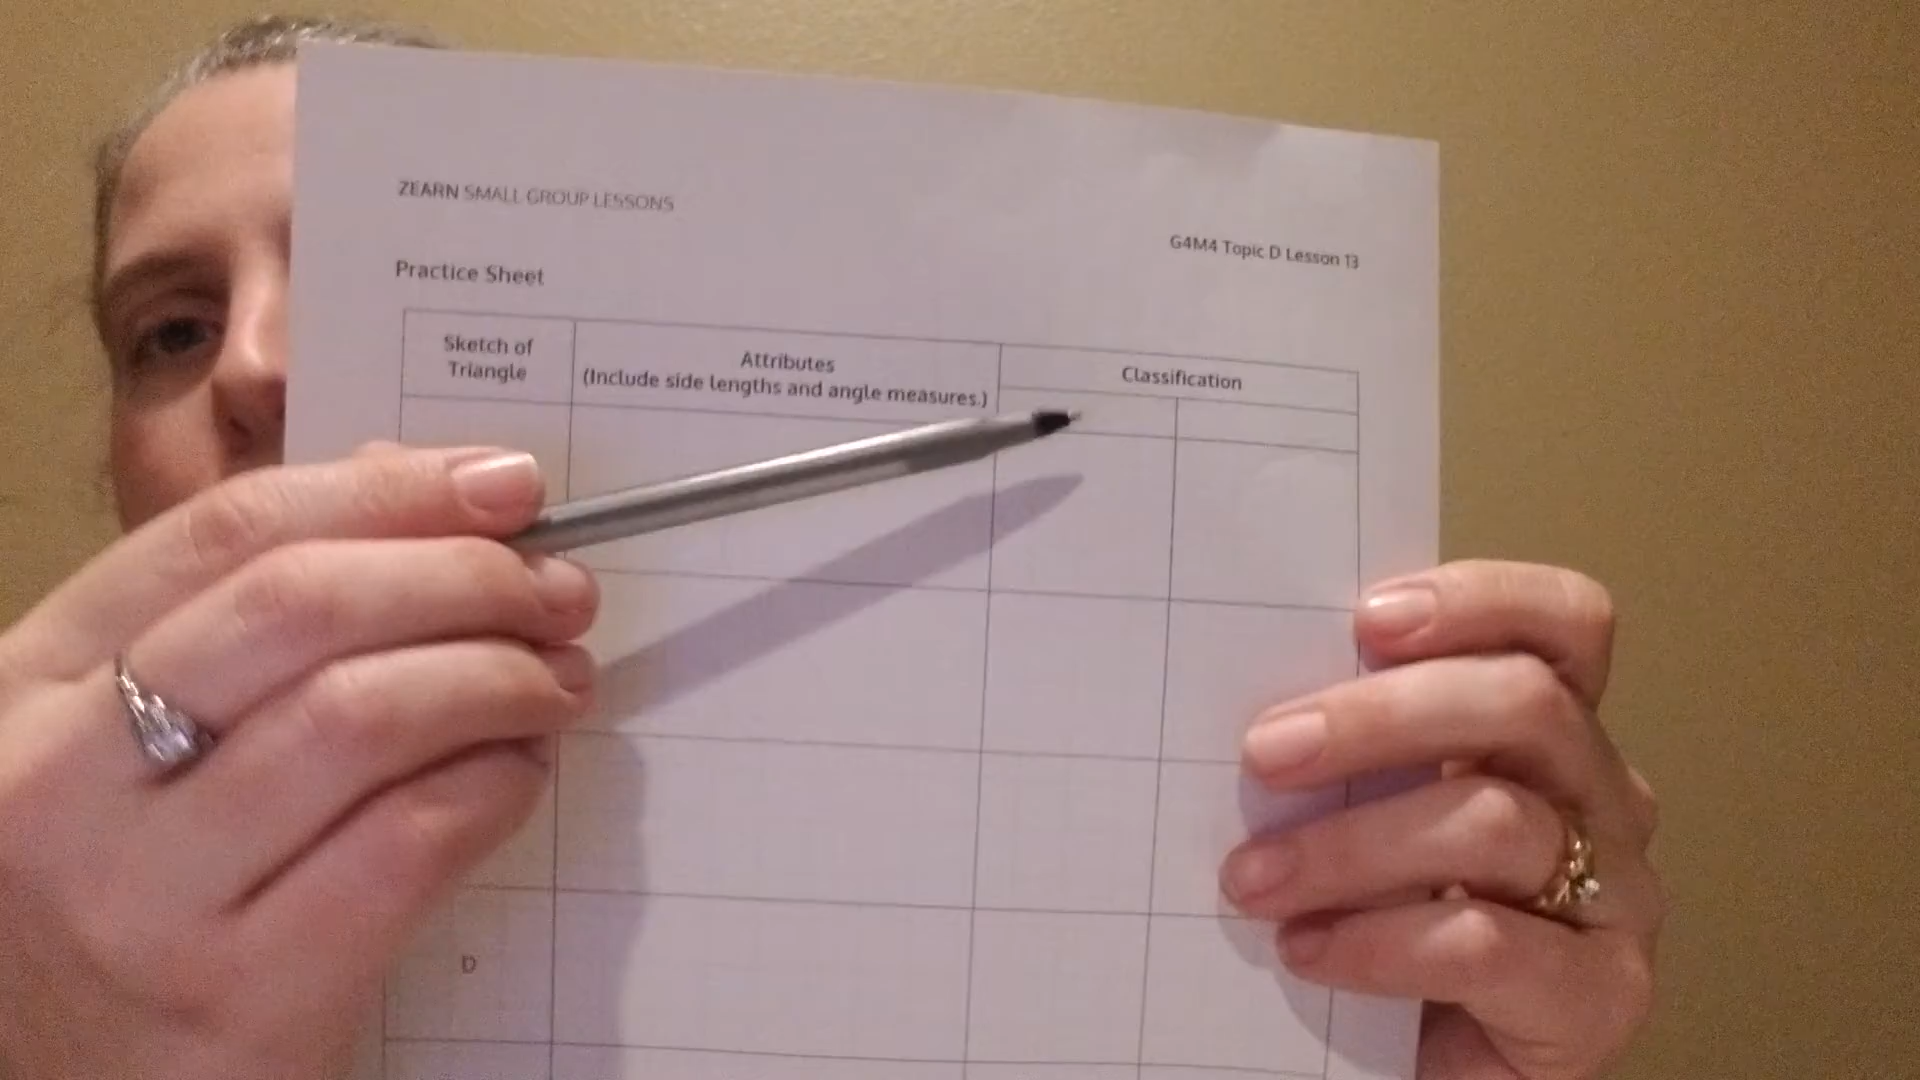 ZEARN SMALL GROUP LESSONS
G4M4 Topic D Lesson 13
Practice Sheet
Sketch of
Triangle
Attributes
(Include side lengths and angle measures.)
Classification
D